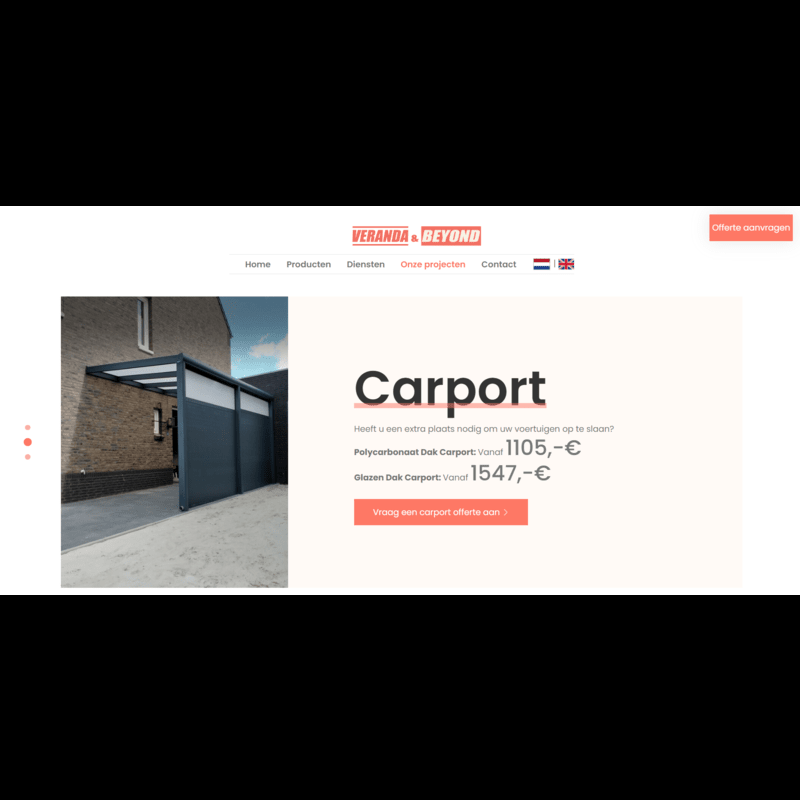 Offerte aanvragen
VERANDA & BEYOND
Home Producten Diensten Onze projecten Contact |
Carport
Heeft u een extra plaats nodig om uw voertuigen op te slaan?
Polycarbonaat Dak Carport: Vanaf 1105,-€
Glazen Dak Carport: Vanaf 1547,-€
Vraag een carport offerte aan >